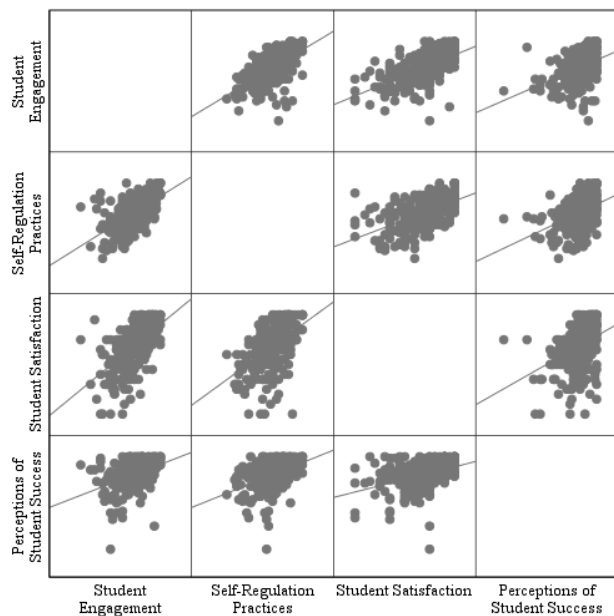 Student
Engagement
Self-Regulation
Practices
Student Satisfaction
Perceptions of
Student Success
Student
Engagement
Self-Regulation
Practices
Student Satisfaction
Perceptions of
Student Success